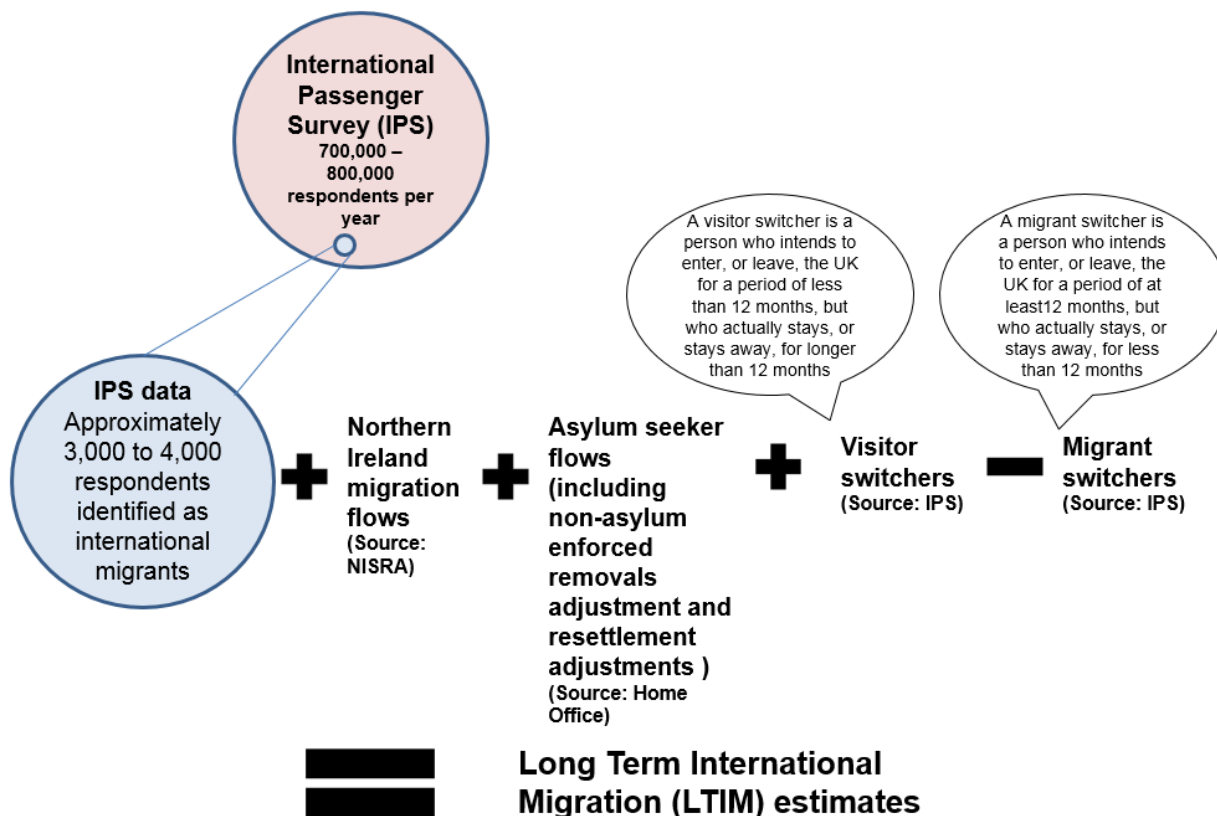 International
Passenger
Survey (IPS)
700,000 –
800,000
respondents per
year
A visitor switcher is a
person who intends to
enter, or leave, the UK
for a period of less
than 12 months, but
who actually stays, or
stays away, for longer
than 12 months
A migrant switcher is
a person who intends
to enter, or leave, the
UK for a period of at
least12 months, but
who actually stays, or
stays away, for less
than 12 months
IPS data
Approximately
3,000 to 4,000
respondents
identified as
international
migrants
+
Northern
Ireland
migration
flows
(Source:
NISRA)
+
Asylum seeker
flows
(including
non-asylum
enforced
removals
adjustment and
resettlement
adjustments )
(Source: Home
Office)
+
Visitor
switchers
(Source: IPS)
-
Migrant
switchers
(Source: IPS)
=
Long Term International
Migration (LTIM) estimates